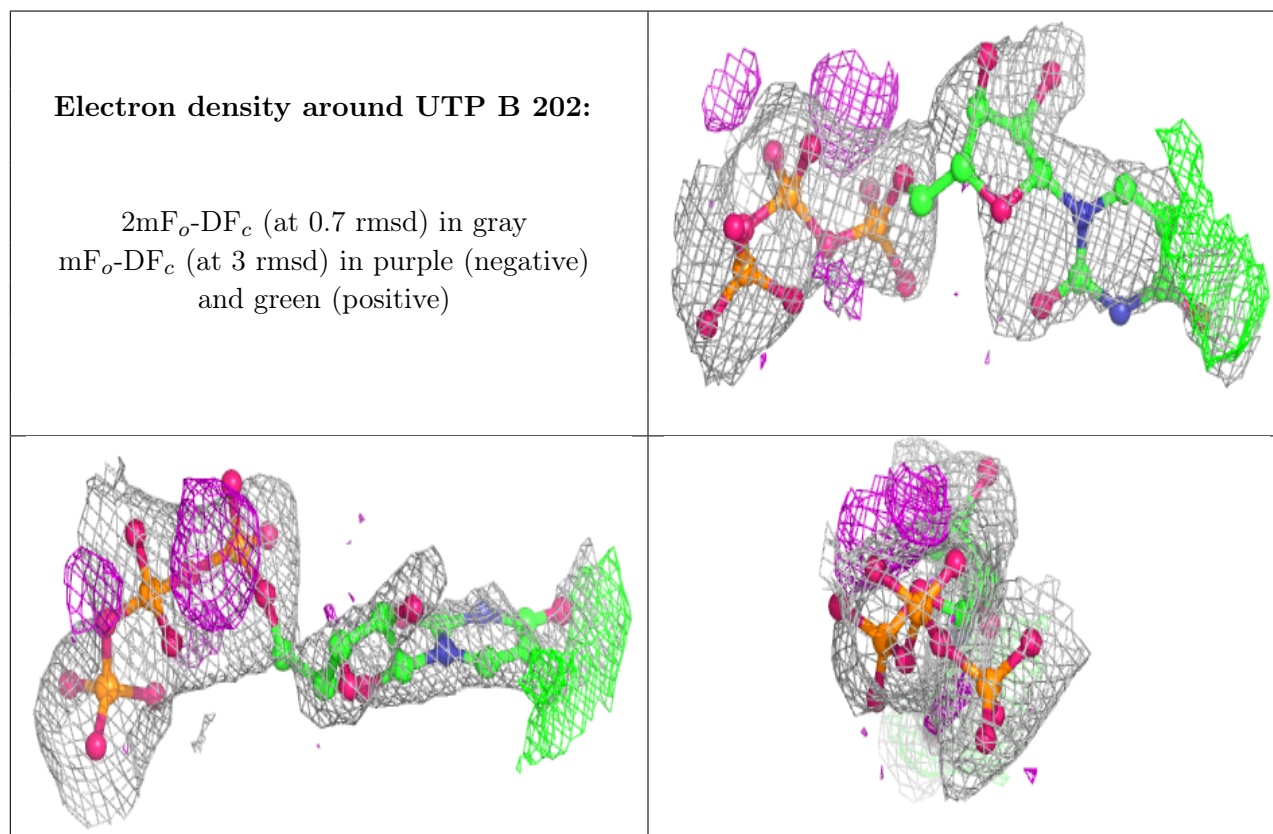 Electron density around UTP B 202:
2mFo-DFc (at 0.7 rmsd) in gray
mFo-DFc (at 3 rmsd) in purple (negative)
and green (positive)